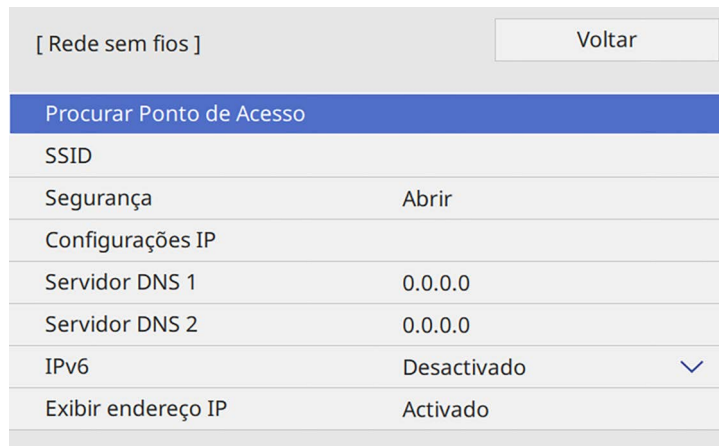 [ Rede sem fios ]
Voltar
Procurar Ponto de Acesso
SSID
Segurança Abrir
Configurações IP
Servidor DNS 1 0.0.0.0
Servidor DNS 2 0.0.0.0
IPv6 Desactivado
Exibir endereço IP Activado